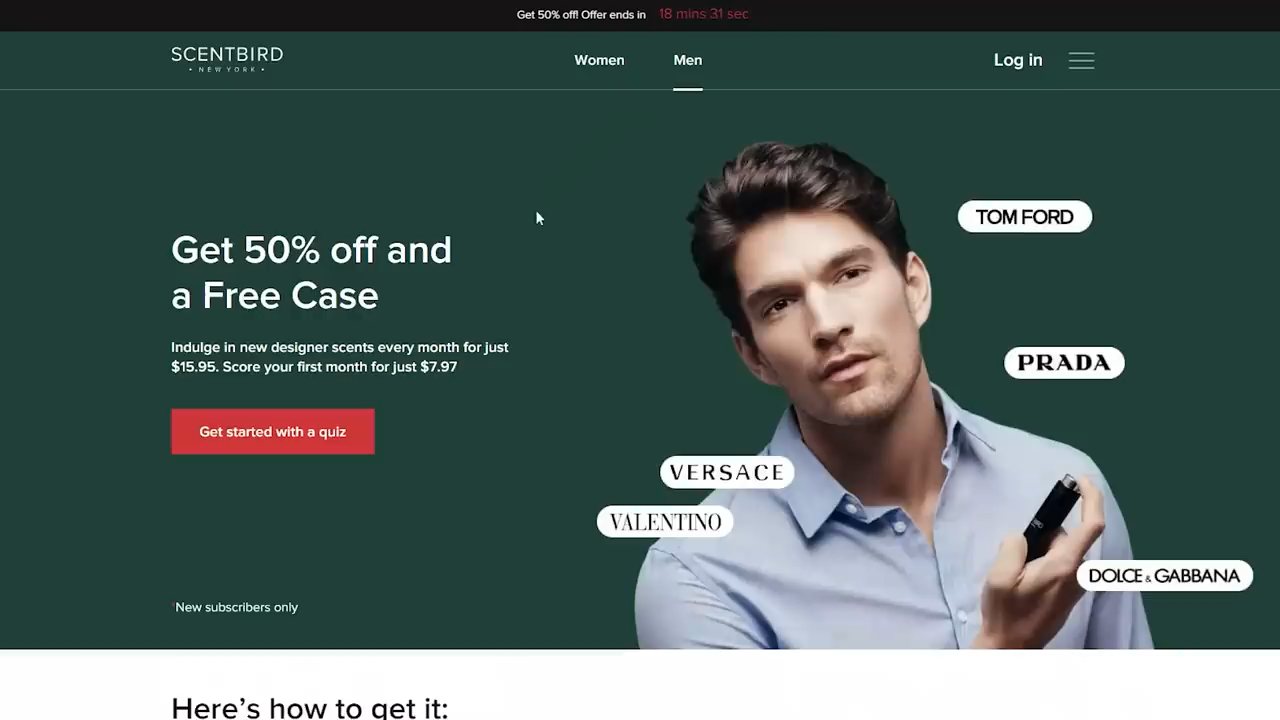 Get 50% off! Offer ends in 18 mins 31 sec
SCENTBIRD
• NEW YORK •
Women
Men
Log in
Get 50% off and
a Free Case
Indulge in new designer scents every month for just
$15.95. Score your first month for just $7.97
Get started with a quiz
TOM FORD
PRADA
VERSACE
VALENTINO
DOLCE & GABBANA
*New subscribers only
Here’s how to get it: